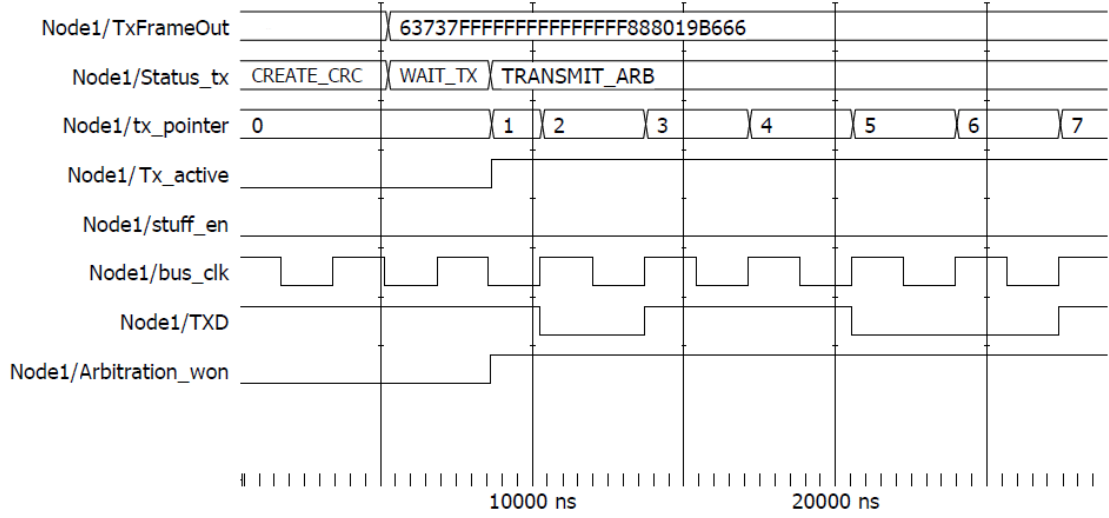 Node1/TxFrameOut 63737FFFFFFFFFFFFFFFF888019B666
Node1/Status_tx CREATE_CRC WAIT_TX TRANSMIT_ARB
Node1/tx_pointer 0 1 2 3 4 5 6 7
Node1/Tx_active
Node1/stuff_en
Node1/bus_clk
Node1/TXD
Node1/Arbitration_won
10000 ns 20000 ns